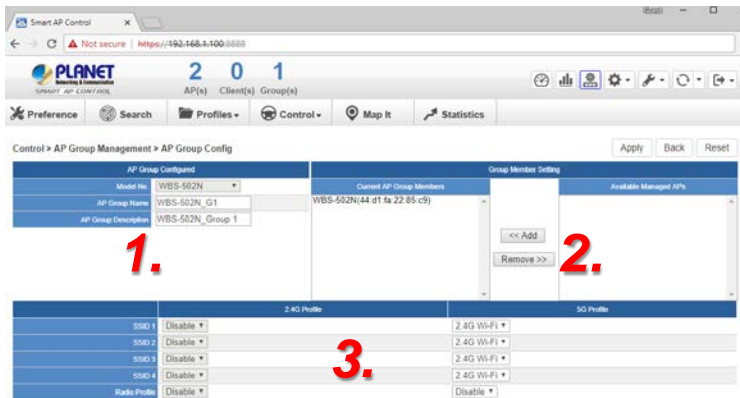 Smart AP Control
Not secure https://192.168.1.100:8888
PLANET
Networking & Communication
SMART AP CONTROL
2 0 1
AP(s) Client(s) Group(s)
Preference Search Profiles Control Map It Statistics
Control > AP Group Management > AP Group Config Apply Back Reset
AP Group Configured Group Member Setting
Model No. WBS-502N Current AP Group Members Available Managed APs
AP Group Name WBS-502N_G1 WBS-502N(44:d1:fa:22:85:c9)
AP Group Description WBS-502N_Group 1
<< Add
Remove >>
1. 2.
2.4G Profile 5G Profile
SSID 1 Disable 2.4G Wi-Fi
SSID 2 Disable 2.4G Wi-Fi
SSID 3 Disable 2.4G Wi-Fi
3.
SSID 4 Disable 2.4G Wi-Fi
Radio Profile Disable Disable